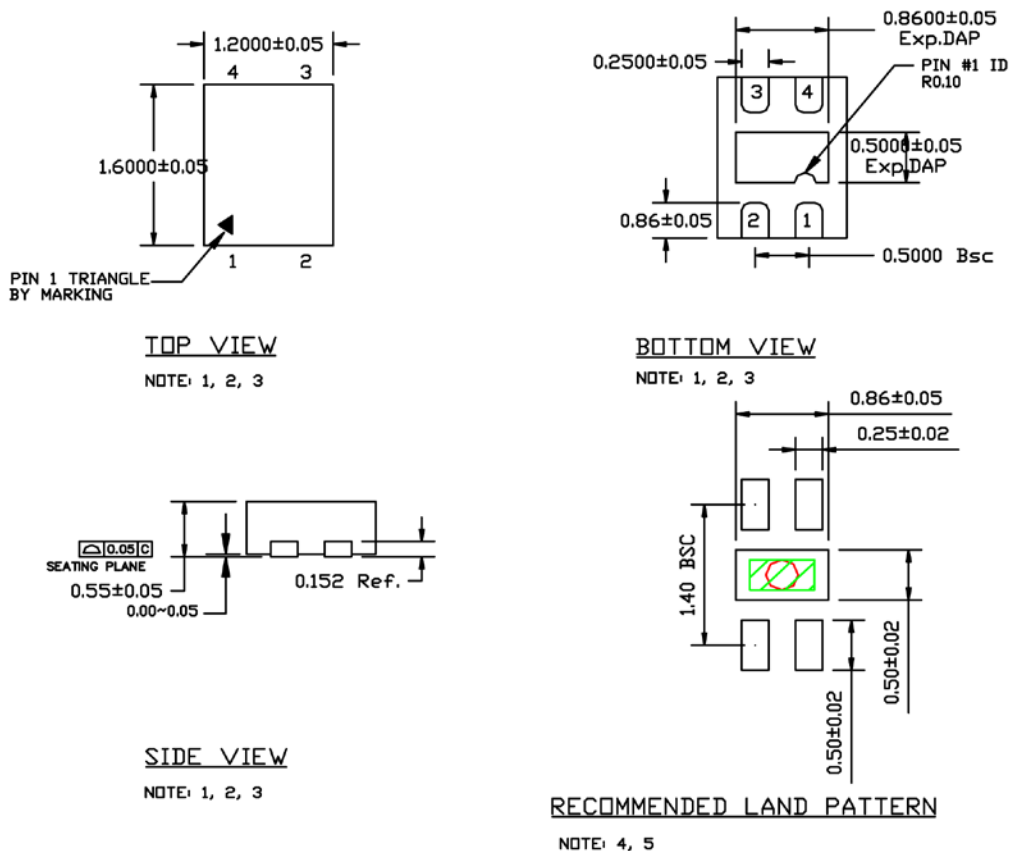 1.2000±0.05
4 3
1.6000±0.05
1 2
PIN 1 TRIANGLE
BY MARKING
TOP VIEW
NOTE: 1, 2, 3
0.8600±0.05
Exp.DAP
0.2500±0.05
PIN #1 ID
R0.10
3 4
0.5000±0.05
Exp.DAP
0.86±0.05
2 1
0.5000 Bsc
BOTTOM VIEW
NOTE: 1, 2, 3
0.05 C
SEATING PLANE
0.55±0.05
0.00~0.05
0.152 Ref.
SIDE VIEW
NOTE: 1, 2, 3
0.86±0.05
0.25±0.02
1.40 BSC
0.50±0.02
0.50±0.02
RECOMMENDED LAND PATTERN
NOTE: 4, 5